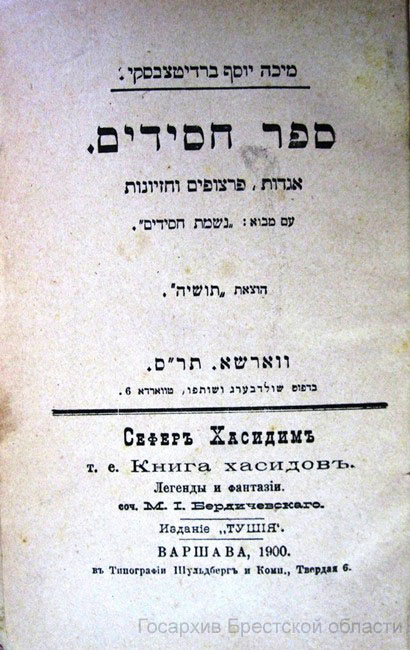 מיכה יוסף ברדיטצבסקי.
ספר חסידים.
אגדות, פרצופים וחזיונות
עם מבוא: „נשמת חסידים".
הוצאת „תושיה".
ווארשא. תר"ס.
בדפוס שולדבערג ושותפו, טווארדא 6.
Сеферъ Хасидимъ
т. е. Книга хасидовъ.
Легенды и фантазіи.
соч. М. І. Бердичевскаго.
Изданіе „ТУШІЯ".
ВАРШАВА, 1900.
въ Типографіи Шульдберг и Комп., Твердая 6.
Госархив Брестской области